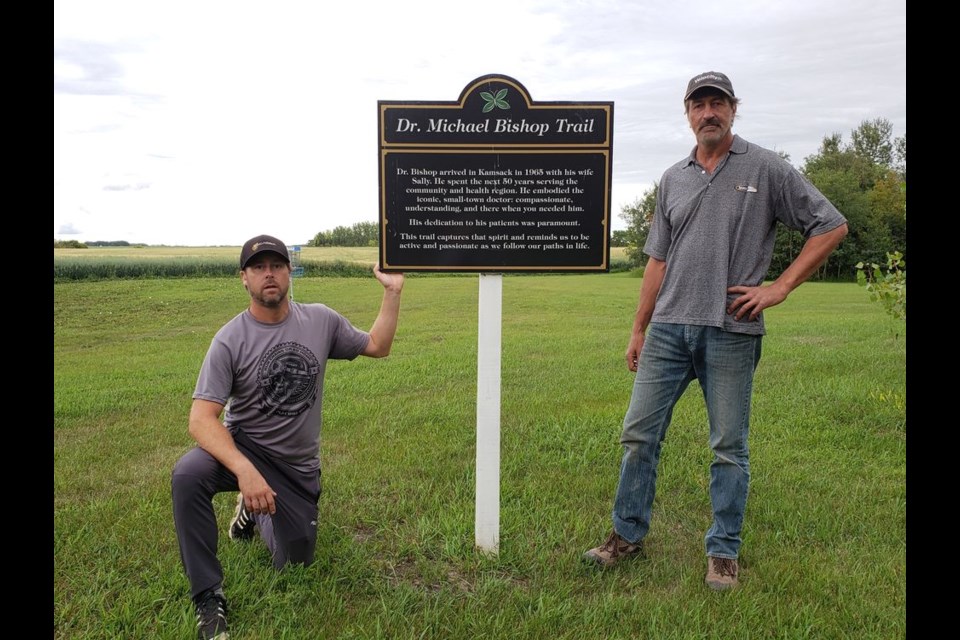 Dr. Michael Bishop Trail
Dr. Bishop arrived in Kamsack in 1965 with his wife
Sally. He spent the next 50 years serving the
community and health region. He embodied the
iconic, small-town doctor: compassionate,
understanding, and there when you needed him.
His dedication to his patients was paramount.
This trail captures that spirit and reminds us to be
active and passionate as we follow our paths in life.